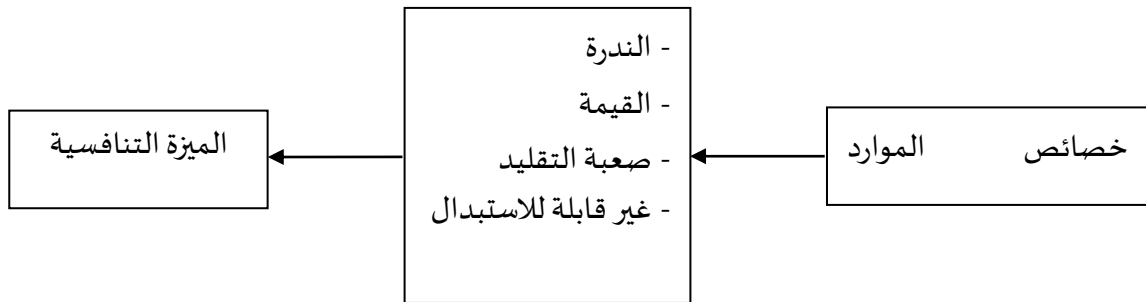 خصائص الموارد
- الندرة
- القيمة
- صعبة التقليد
- غير قابلة للاستبدال
الميزة التنافسية